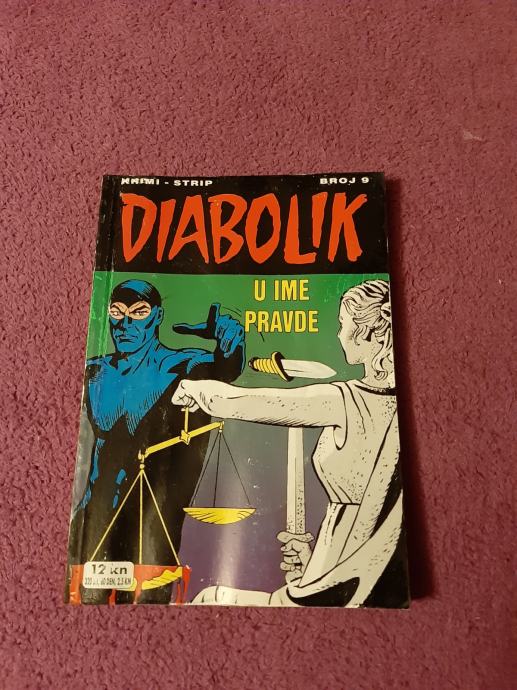 KRIMI - STRIP BROJ 9
DIABOLIK
U IME
PRAVDE
12 kn